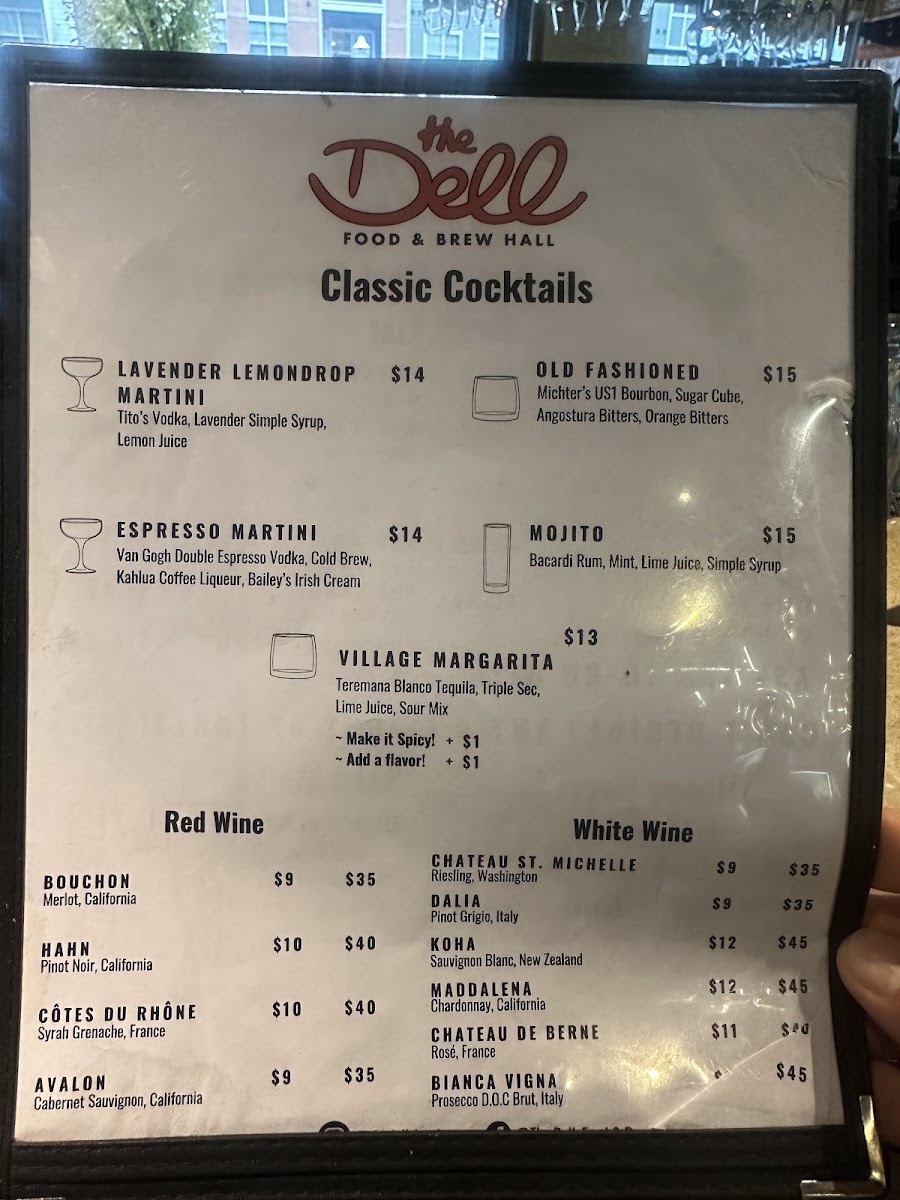 the
Dell
FOOD & BREW HALL
Classic Cocktails
LAVENDER LEMONDROP MARTINI $14
Tito's Vodka, Lavender Simple Syrup,
Lemon Juice
OLD FASHIONED $15
Michter's US1 Bourbon, Sugar Cube,
Angostura Bitters, Orange Bitters
ESPRESSO MARTINI $14
Van Gogh Double Espresso Vodka, Cold Brew,
Kahlua Coffee Liqueur, Bailey's Irish Cream
MOJITO $15
Bacardi Rum, Mint, Lime Juice, Simple Syrup
VILLAGE MARGARITA $13
Teremana Blanco Tequila, Triple Sec,
Lime Juice, Sour Mix
~ Make it Spicy! + $1
~ Add a flavor! + $1
Red Wine
BOUCHON $9 $35
Merlot, California
HAHN $10 $40
Pinot Noir, California
CÔTES DU RHÔNE $10 $40
Syrah Grenache, France
AVALON $9 $35
Cabernet Sauvignon, California
White Wine
CHATEAU ST. MICHELLE $9 $35
Riesling, Washington
DALIA $9 $35
Pinot Grigio, Italy
KOHA $12 $45
Sauvignon Blanc, New Zealand
MADDALENA $12 $45
Chardonnay, California
CHATEAU DE BERNE $11
Rosé, France
BIANCA VIGNA $45
Prosecco D.O.C Brut, Italy